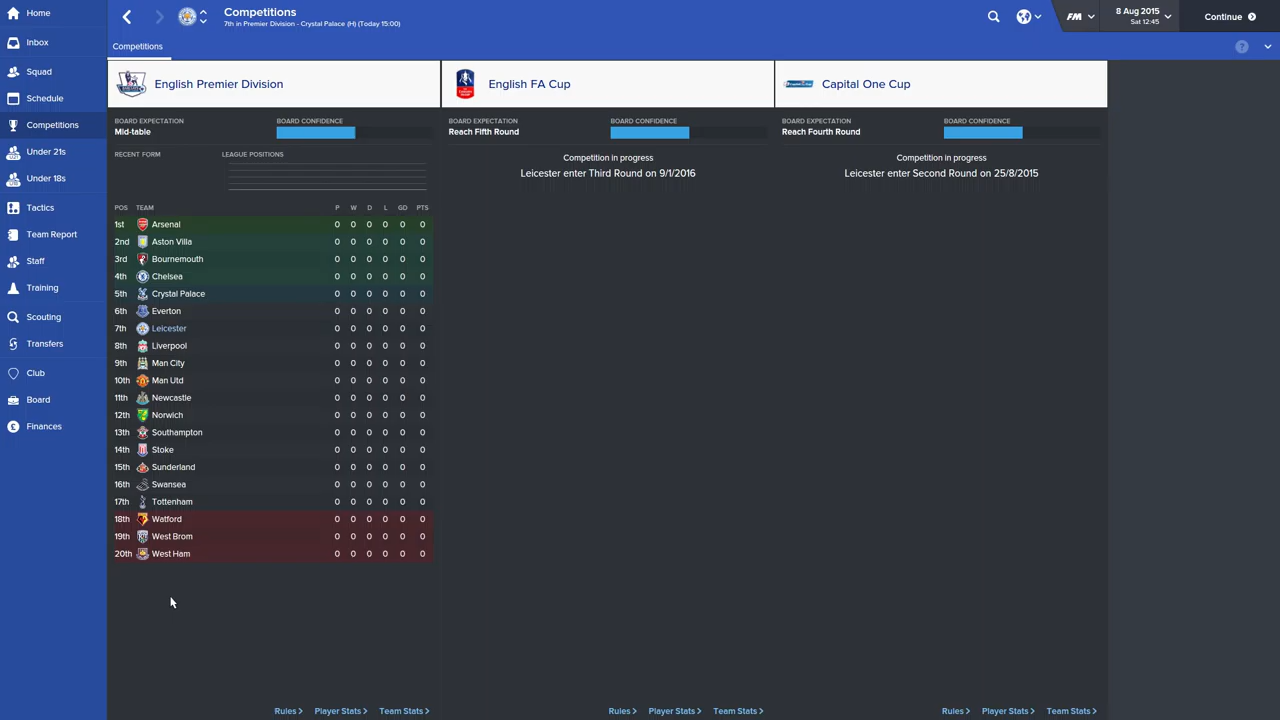 Home
Inbox
Squad
Schedule
Competitions
Under 21s
Under 18s
Tactics
Team Report
Staff
Training
Scouting
Transfers
Club
Board
Finances
Competitions
7th in Premier Division - Crystal Palace (H) (Today 15:00)
FM
8 Aug 2015
Sat 12:45
Continue
Competitions
English Premier Division
BOARD EXPECTATION BOARD CONFIDENCE
Mid-table
RECENT FORM LEAGUE POSITIONS
POS TEAM P W D L GD PTS
1st Arsenal 0 0 0 0 0 0
2nd Aston Villa 0 0 0 0 0 0
3rd Bournemouth 0 0 0 0 0 0
4th Chelsea 0 0 0 0 0 0
5th Crystal Palace 0 0 0 0 0 0
6th Everton 0 0 0 0 0 0
7th Leicester 0 0 0 0 0 0
8th Liverpool 0 0 0 0 0 0
9th Man City 0 0 0 0 0 0
10th Man Utd 0 0 0 0 0 0
11th Newcastle 0 0 0 0 0 0
12th Norwich 0 0 0 0 0 0
13th Southampton 0 0 0 0 0 0
14th Stoke 0 0 0 0 0 0
15th Sunderland 0 0 0 0 0 0
16th Swansea 0 0 0 0 0 0
17th Tottenham 0 0 0 0 0 0
18th Watford 0 0 0 0 0 0
19th West Brom 0 0 0 0 0 0
20th West Ham 0 0 0 0 0 0
Rules > Player Stats > Team Stats >
English FA Cup
BOARD EXPECTATION BOARD CONFIDENCE
Reach Fifth Round
Competition in progress
Leicester enter Third Round on 9/1/2016
Rules > Player Stats > Team Stats >
Capital One Cup
BOARD EXPECTATION BOARD CONFIDENCE
Reach Fourth Round
Competition in progress
Leicester enter Second Round on 25/8/2015
Rules > Player Stats > Team Stats >